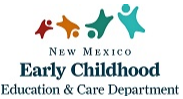 New Mexico
Early Childhood
Education & Care Department